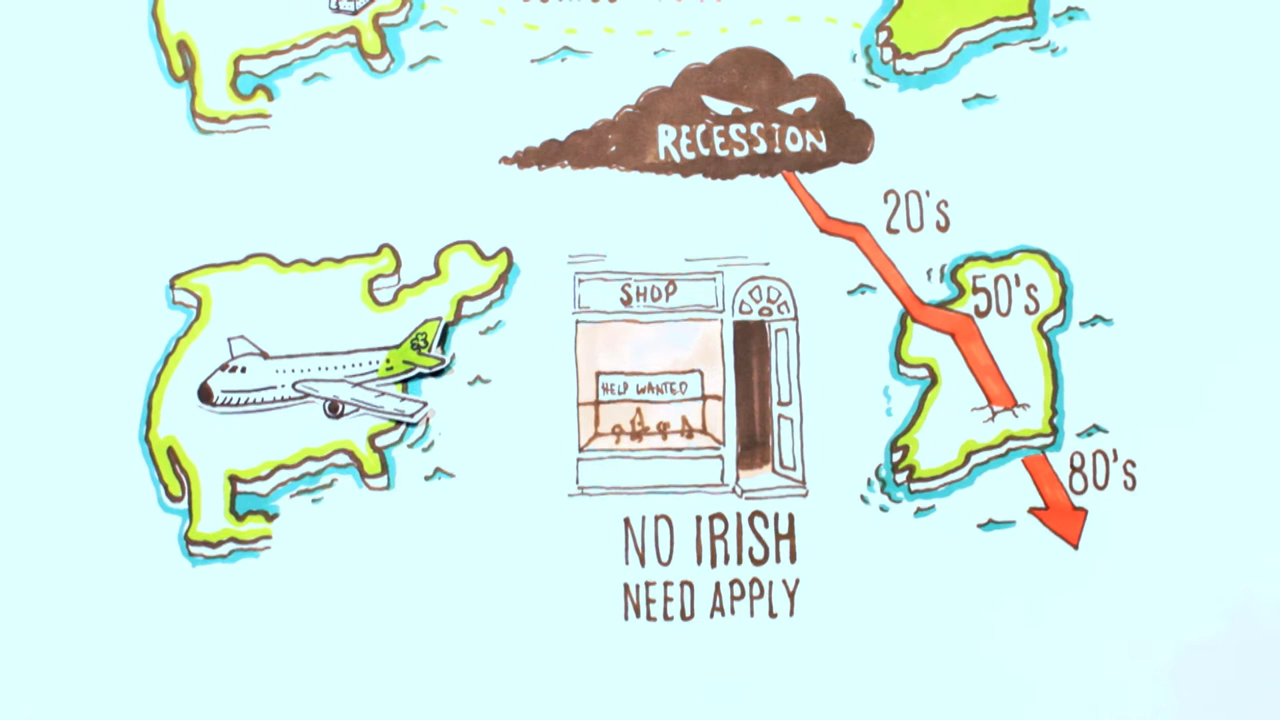 RECESSION
20's
50's
SHOP
HELP WANTED
80's
NO IRISH
NEED APPLY